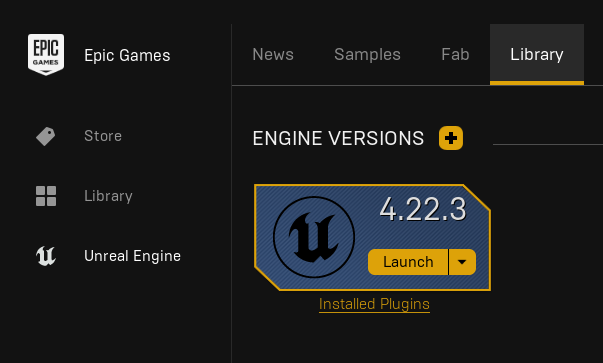 EPIC GAMES
Epic Games
News
Samples
Fab
Library
Store
Library
Unreal Engine
ENGINE VERSIONS
4.22.3
Launch
Installed Plugins